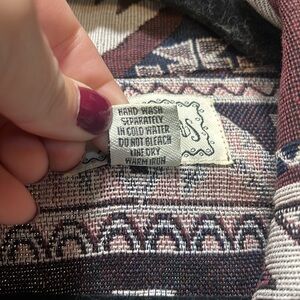 HAND WASH
SEPARATELY
IN COLD WATER
DO NOT BLEACH
LINE DRY
WARM IRON